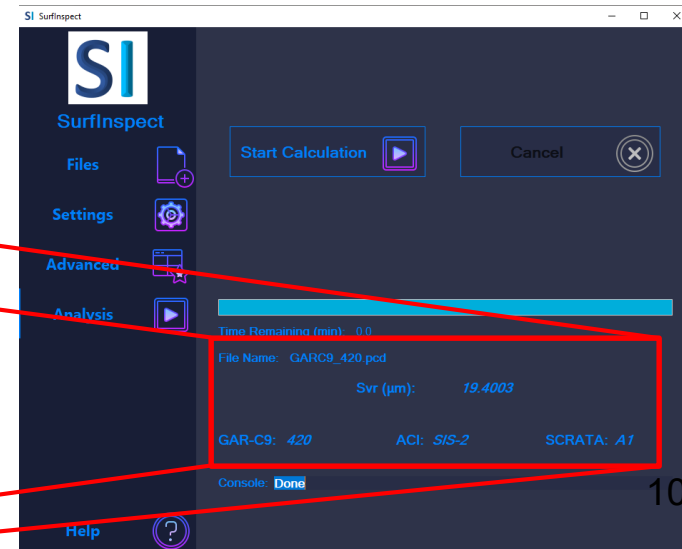 SI SurfInspect
SI
SurfInspect
Files
Settings
Advanced
Analysis
Help
Start Calculation
Cancel
Time Remaining (min): 0.0
File Name: GARC9_420.pcd
Svr (µm): 19.4003
GAR-C9: 420 ACI: SIS-2 SCRATA: A1
Console: Done
10